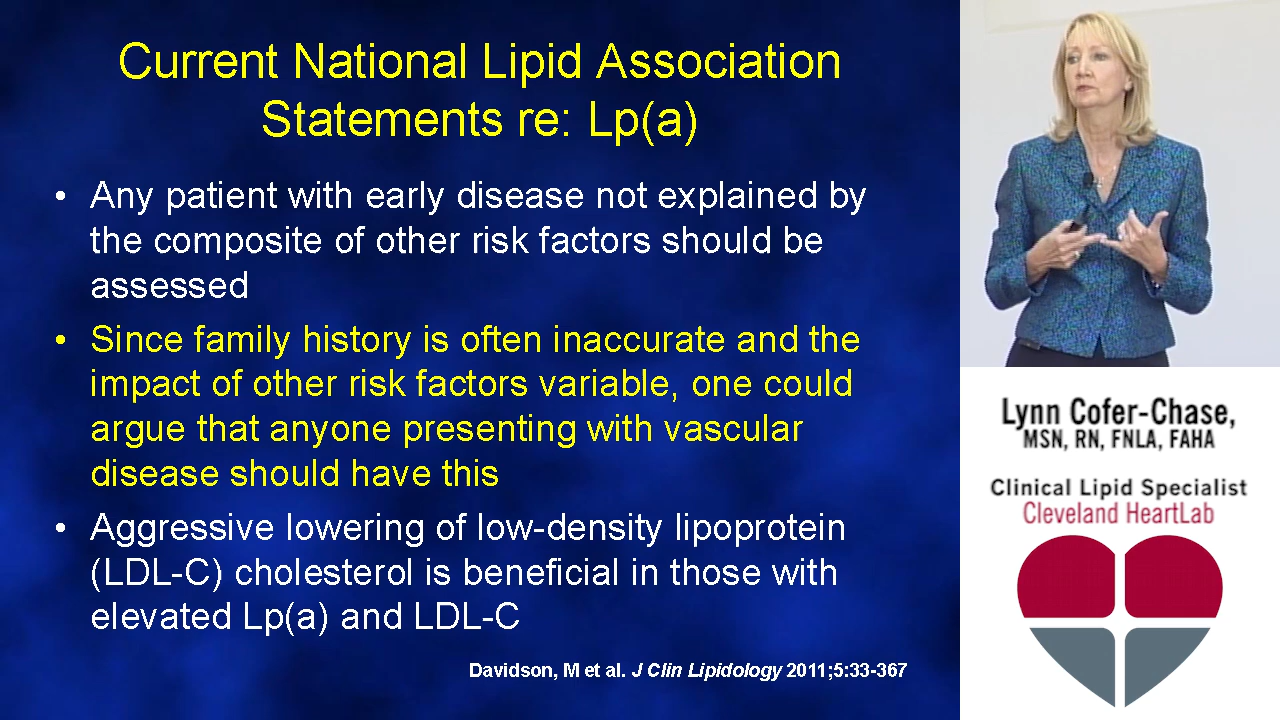 Current National Lipid Association
Statements re: Lp(a)
• Any patient with early disease not explained by
the composite of other risk factors should be
assessed
• Since family history is often inaccurate and the
impact of other risk factors variable, one could
argue that anyone presenting with vascular
disease should have this
• Aggressive lowering of low-density lipoprotein
(LDL-C) cholesterol is beneficial in those with
elevated Lp(a) and LDL-C
Davidson, M et al. J Clin Lipidology 2011;5:33-367
Lynn Cofer-Chase,
MSN, RN, FNLA, FAHA
Clinical Lipid Specialist
Cleveland HeartLab